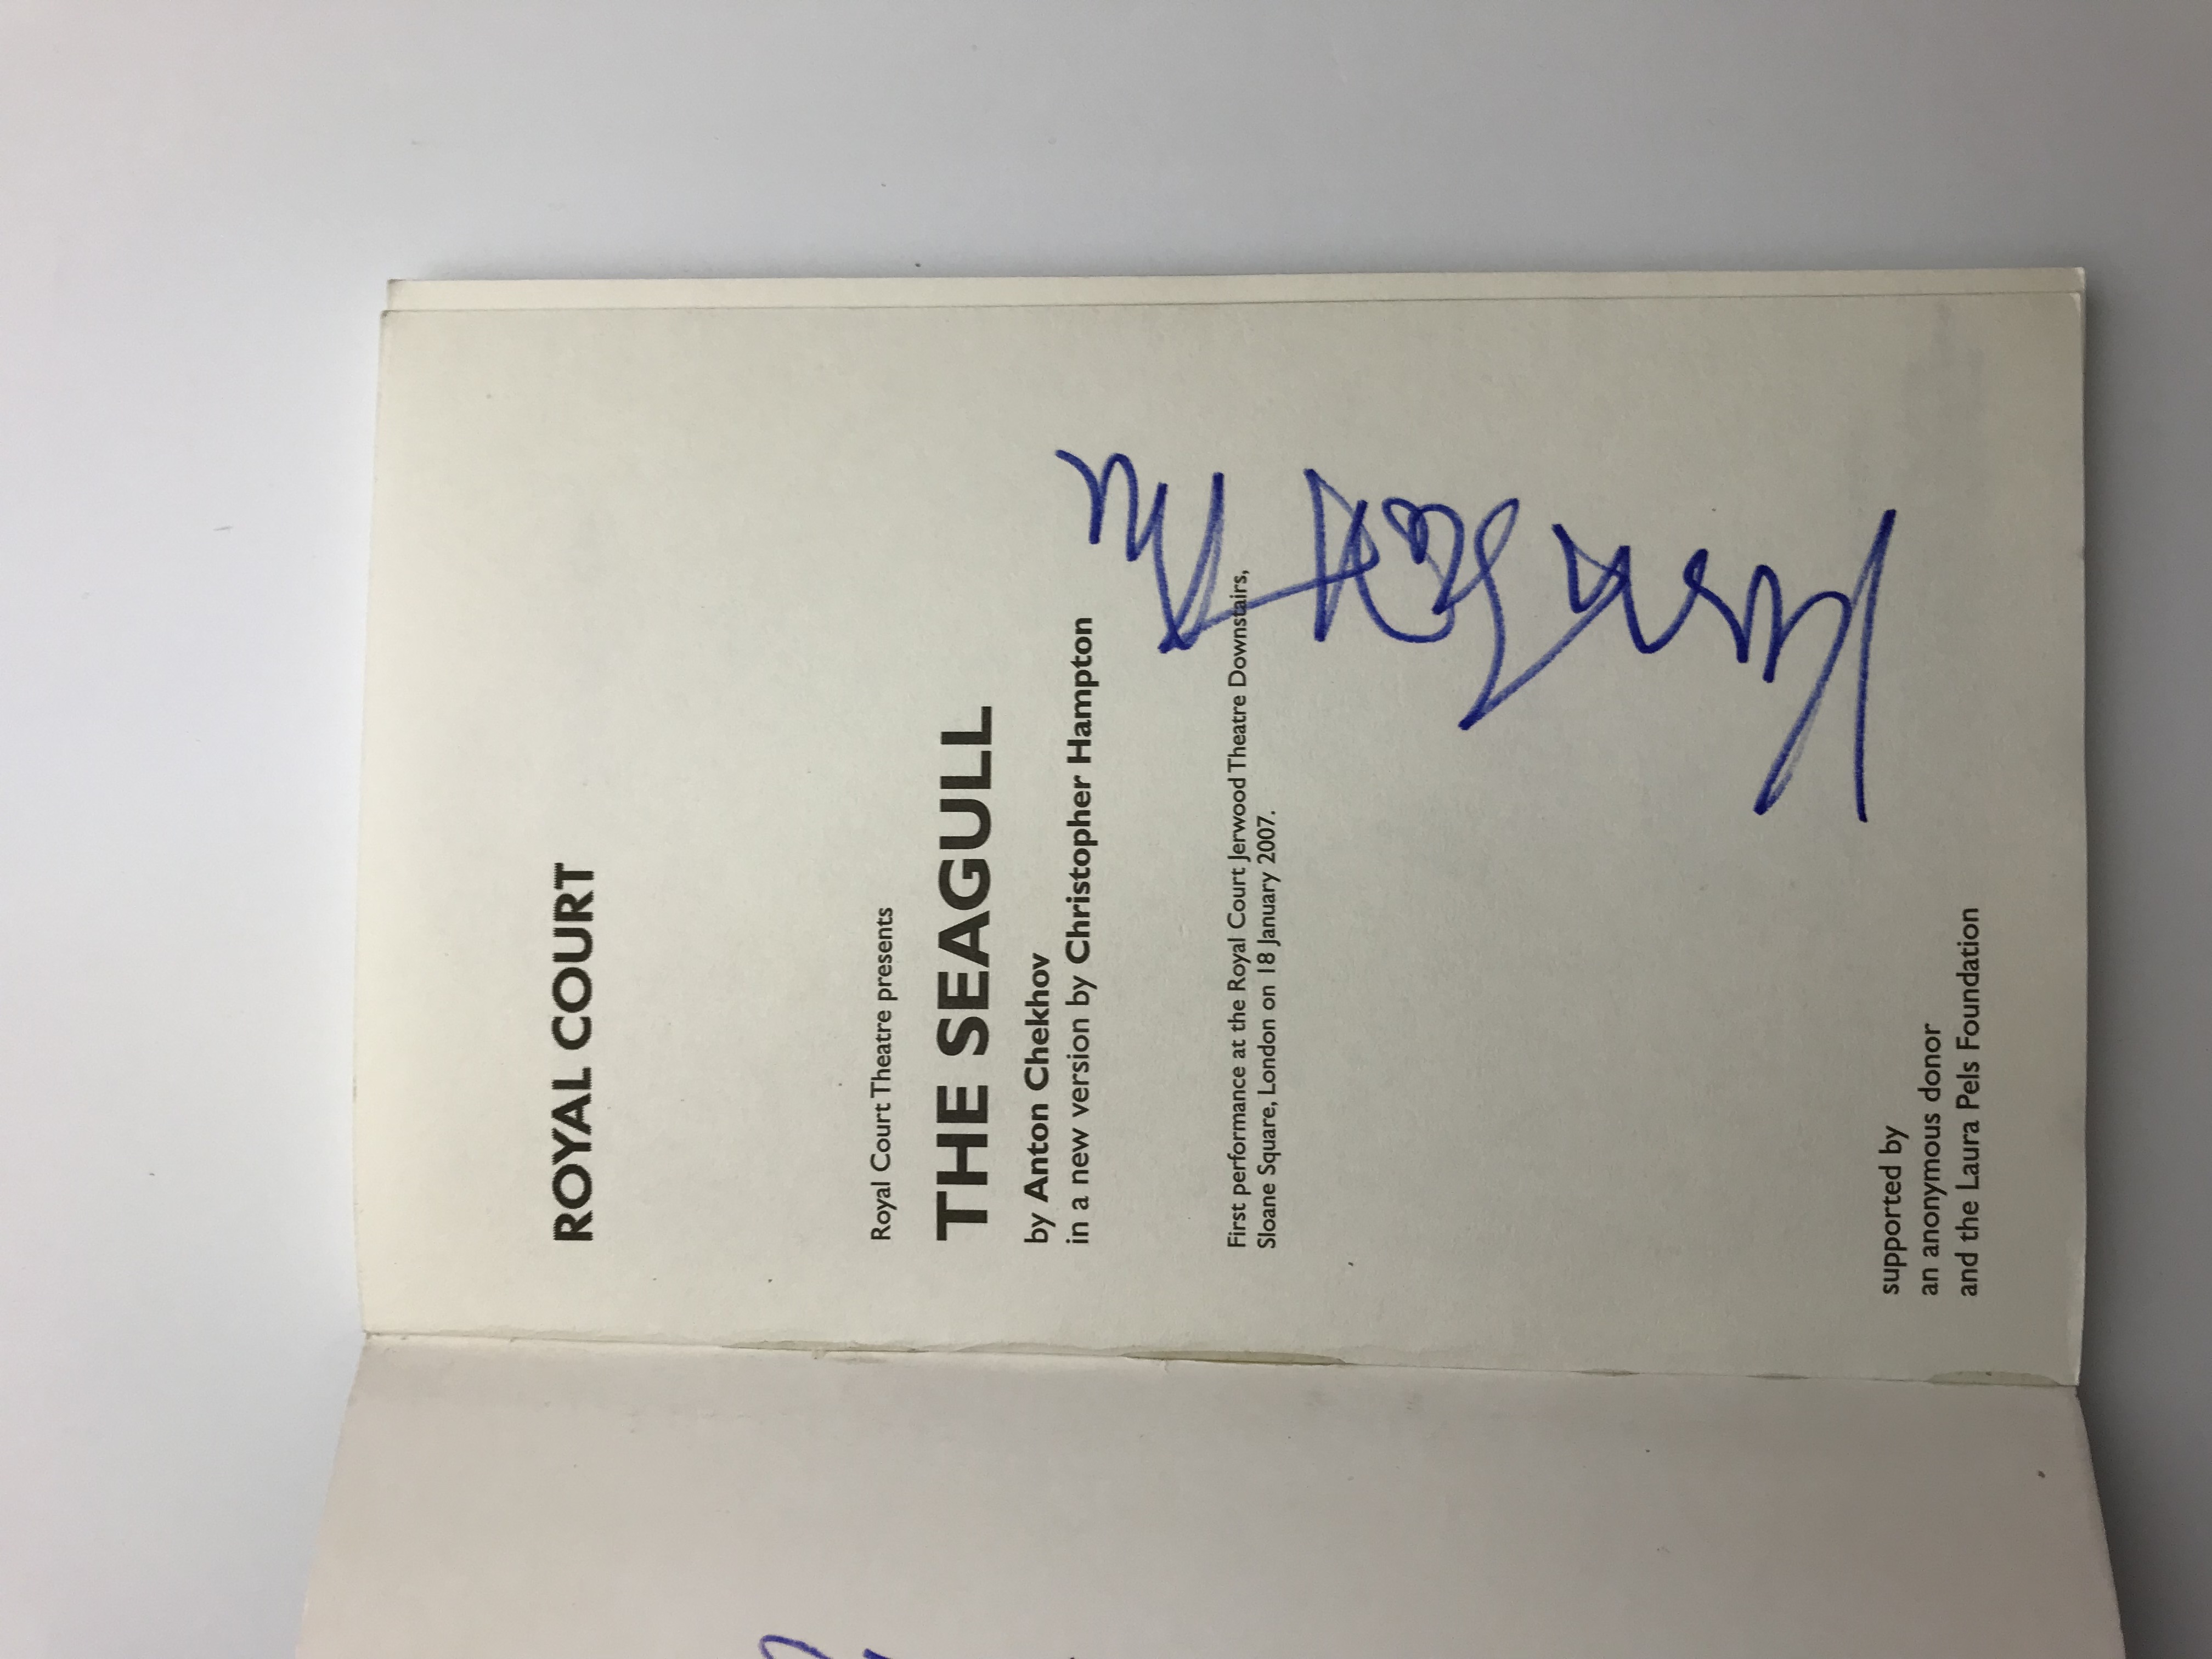 ROYAL COURT
Royal Court Theatre presents
THE SEAGULL
by Anton Chekhov
in a new version by Christopher Hampton
First performance at the Royal Court Jerwood Theatre Downstairs,
Sloane Square, London on 18 January 2007.
supported by
an anonymous donor
and the Laura Pels Foundation